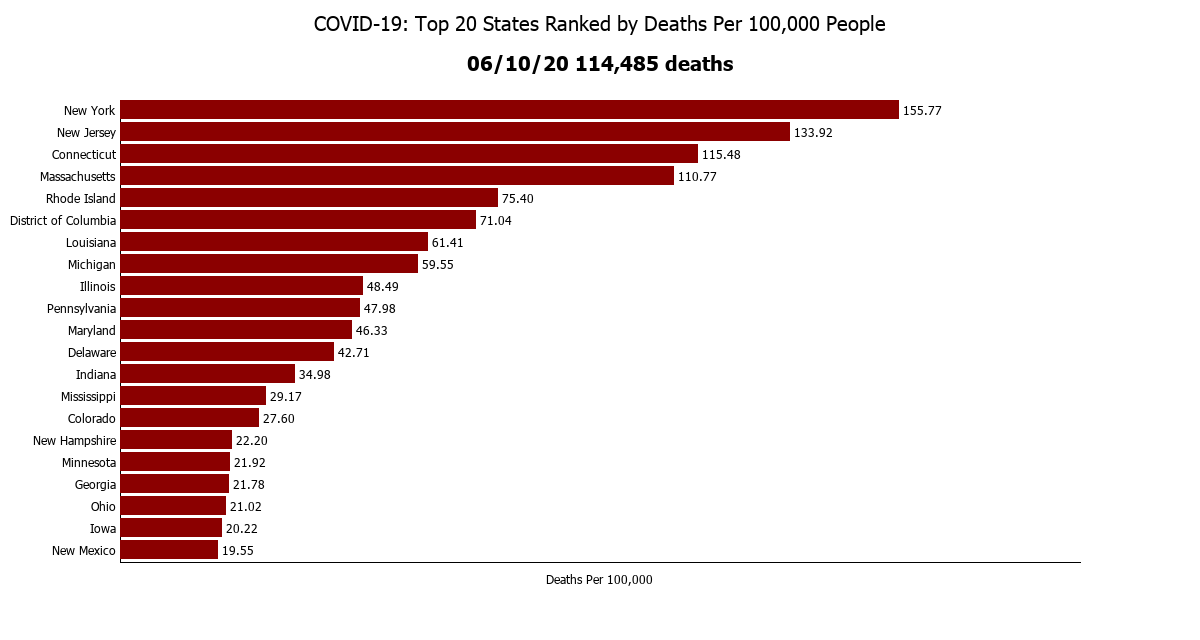 COVID-19: Top 20 States Ranked by Deaths Per 100,000 People
06/10/20 114,485 deaths
New York 155.77
New Jersey 133.92
Connecticut 115.48
Massachusetts 110.77
Rhode Island 75.40
District of Columbia 71.04
Louisiana 61.41
Michigan 59.55
Illinois 48.49
Pennsylvania 47.98
Maryland 46.33
Delaware 42.71
Indiana 34.98
Mississippi 29.17
Colorado 27.60
New Hampshire 22.20
Minnesota 21.92
Georgia 21.78
Ohio 21.02
Iowa 20.22
New Mexico 19.55
Deaths Per 100,000